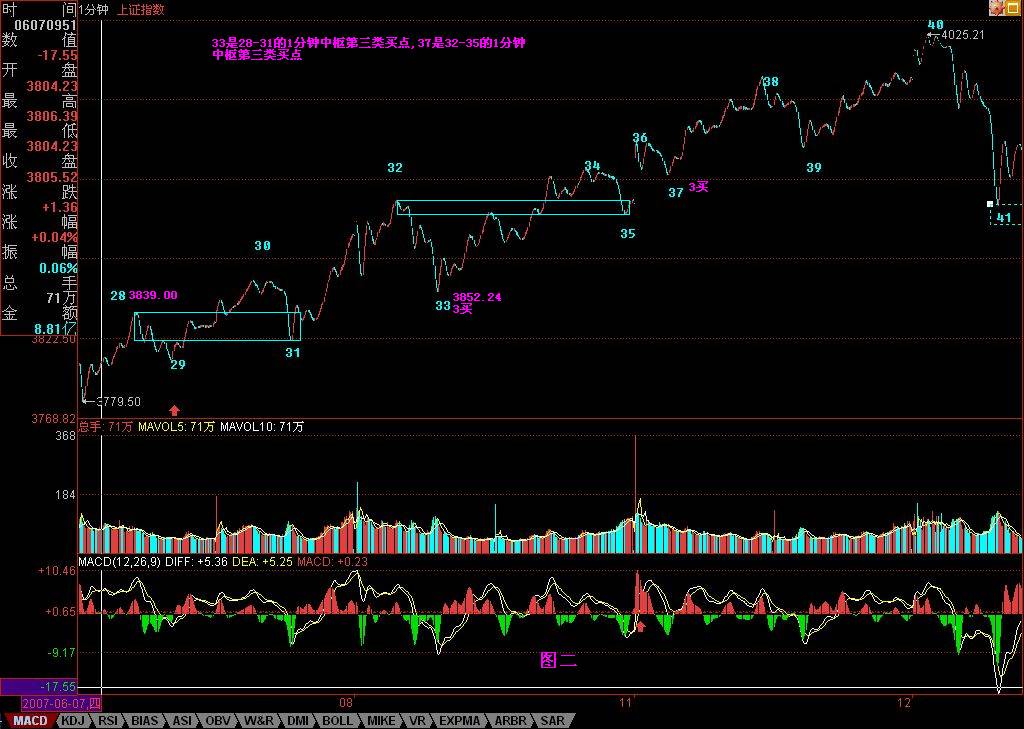 时 间 1分钟 上证指数
06070951
数 值
-17.55
开 盘
3804.23
最 高
3806.39
最 低
3804.23
收 盘
3805.52
涨 跌
+1.36
涨 幅
+0.04%
振 幅
0.06%
总 手
71万
金 额
8.81亿
3822.50
3768.82
33是28-31的1分钟中枢第三类买点,37是32-35的1分钟
中枢第三类买点
40
4025.21
38
36
39
32
34
37 3买
41
35
30
28 3839.00
33 3852.24
3买
31
29
3779.50
总手: 71万 MAVOL5: 71万 MAVOL10: 71万
368
184
MACD(12,26,9) DIFF: +5.36 DEA: +5.25 MACD: +0.23
+10.46
+0.65
-9.17
-17.55
图二
2007-06-07,四 08 11 12
MACD KDJ RSI BIAS ASI OBV W&R DMI BOLL MIKE VR EXPMA ARBR SAR